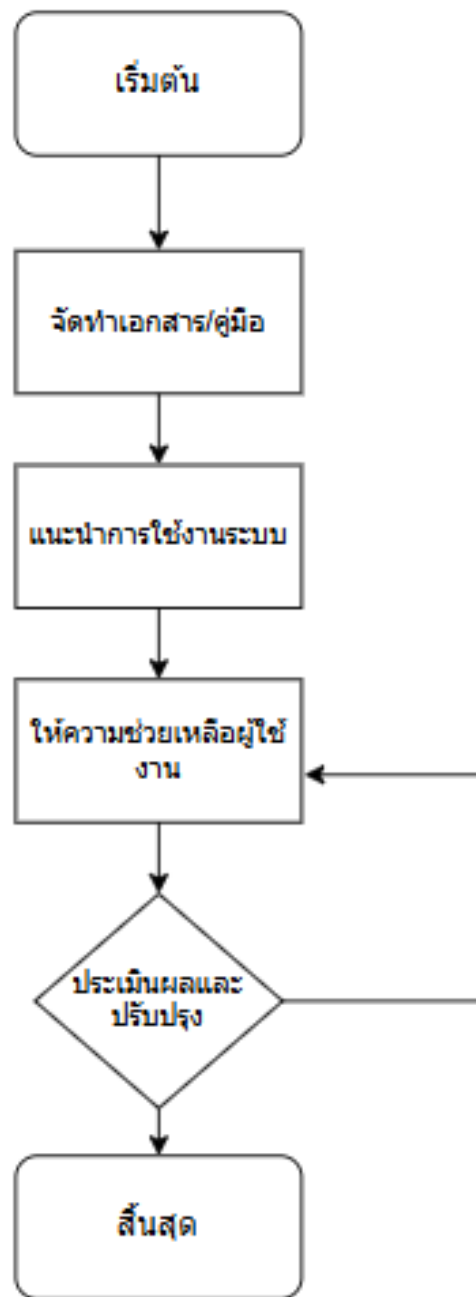 เริ่มต้น
จัดทำเอกสาร/คู่มือ
แนะนำการใช้งานระบบ
ให้ความช่วยเหลือผู้ใช้
งาน
ประเมินผลและ
ปรับปรุง
สิ้นสุด